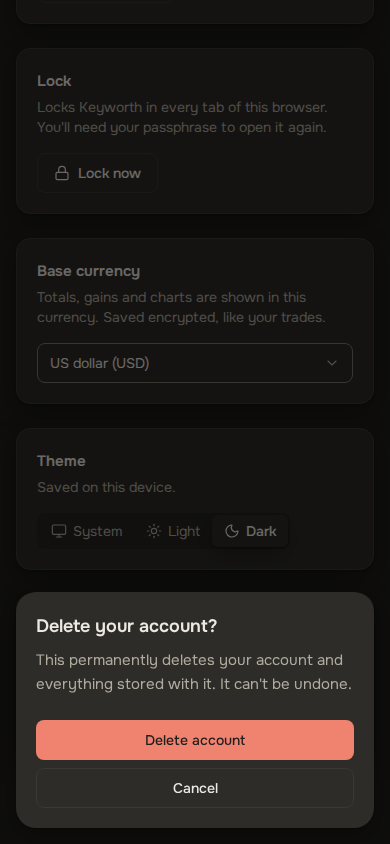 Lock
Locks Keyworth in every tab of this browser.
You'll need your passphrase to open it again.
Lock now
Base currency
Totals, gains and charts are shown in this
currency. Saved encrypted, like your trades.
US dollar (USD)
Theme
Saved on this device.
System Light Dark
Delete your account?
This permanently deletes your account and
everything stored with it. It can't be undone.
Delete account
Cancel